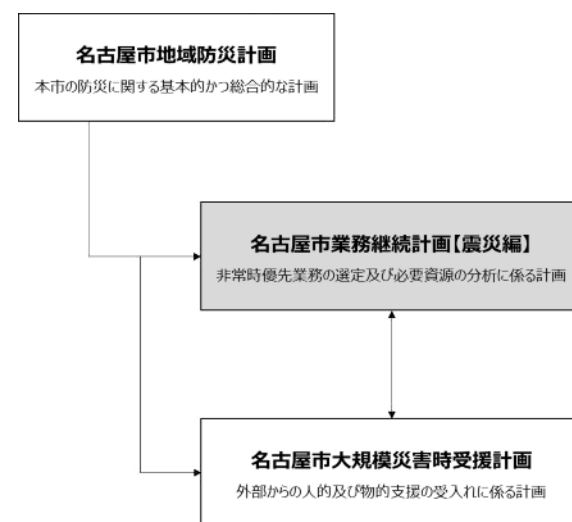 名古屋市地域防災計画
本市の防災に関する基本的かつ総合的な計画
名古屋市業務継続計画【震災編】
非常時優先業務の選定及び必要資源の分析に係る計画
名古屋市大規模災害時受援計画
外部からの人的及び物的支援の受入れに係る計画